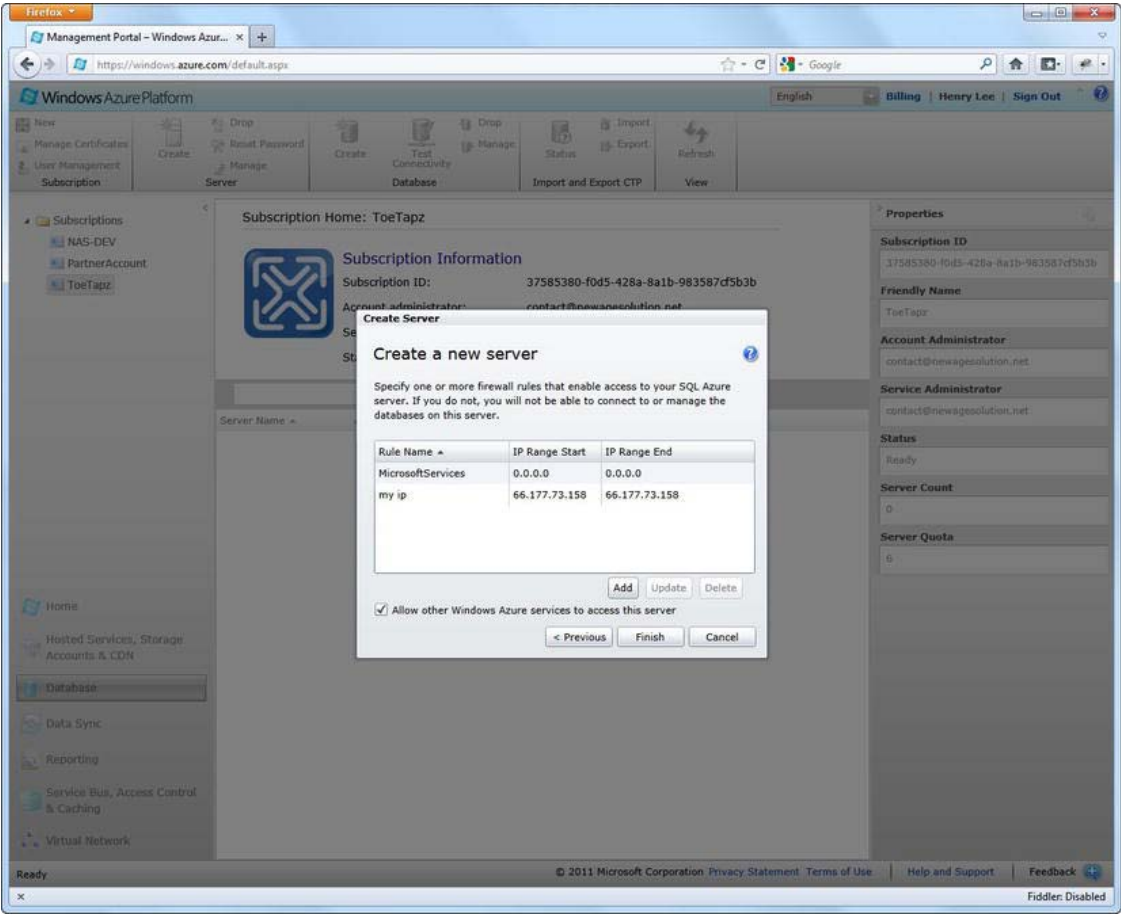 Firefox
Management Portal – Windows Azur... × +
https://windows.azure.com/default.aspx
Google
Windows Azure Platform
English
Billing | Henry Lee | Sign Out
New
Manage Certificates
User Management
Subscription
Create
Drop
Reset Password
Manage
Server
Create
Test Connectivity
Drop
Manage
Database
Status
Import
Export
Import and Export CTP
Refresh
View
Subscriptions
NAS-DEV
PartnerAccount
ToeTapz
Subscription Home: ToeTapz
Subscription Information
Subscription ID: 37585380-f0d5-428a-8a1b-983587cf5b3b
Account administrator: contact@newagesolution.net
Se
St
Server Name
Create Server
Create a new server
Specify one or more firewall rules that enable access to your SQL Azure
server. If you do not, you will not be able to connect to or manage the
databases on this server.
Rule Name IP Range Start IP Range End
MicrosoftServices 0.0.0.0 0.0.0.0
my ip 66.177.73.158 66.177.73.158
Add Update Delete
Allow other Windows Azure services to access this server
< Previous Finish Cancel
Properties
Subscription ID
37585380-f0d5-428a-8a1b-983587cf5b3b
Friendly Name
ToeTapz
Account Administrator
contact@newagesolution.net
Service Administrator
contact@newagesolution.net
Status
Ready
Server Count
0
Server Quota
6
Home
Hosted Services, Storage
Accounts & CDN
Database
Data Sync
Reporting
Service Bus, Access Control
& Caching
Virtual Network
Ready
© 2011 Microsoft Corporation Privacy Statement Terms of Use | Help and Support | Feedback
× Fiddler: Disabled